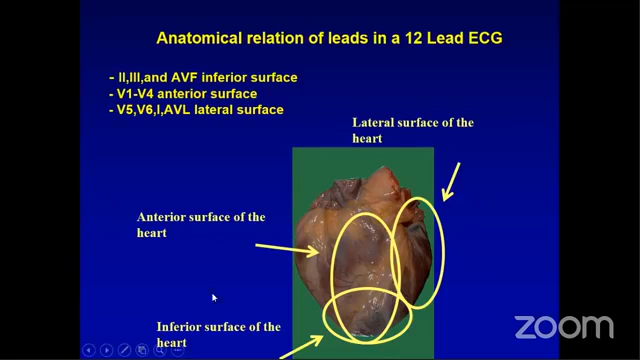 Anatomical relation of leads in a 12 Lead ECG
- II,III,and AVF inferior surface
- V1-V4 anterior surface
- V5,V6,I,AVL lateral surface
Lateral surface of the
heart
Anterior surface of the
heart
Inferior surface of the
heart
zoom